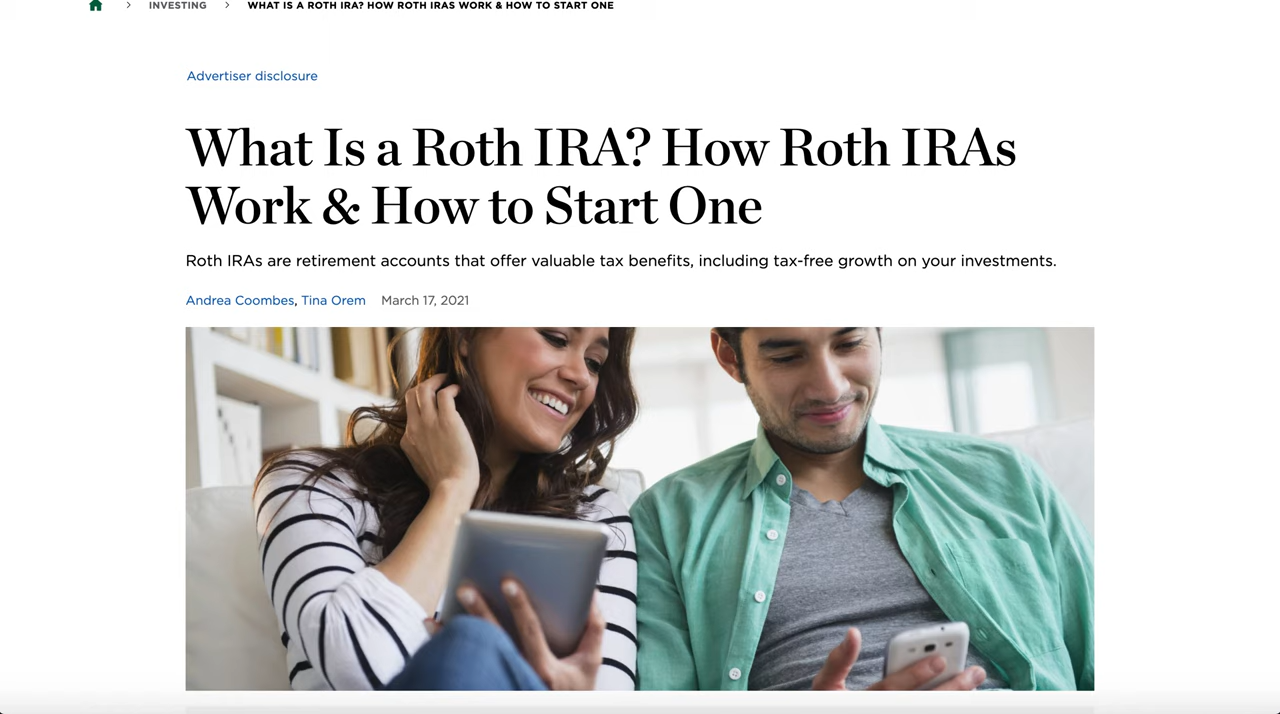 INVESTING > WHAT IS A ROTH IRA? HOW ROTH IRAS WORK & HOW TO START ONE
Advertiser disclosure
What Is a Roth IRA? How Roth IRAs
Work & How to Start One
Roth IRAs are retirement accounts that offer valuable tax benefits, including tax-free growth on your investments.
Andrea Coombes, Tina Orem March 17, 2021